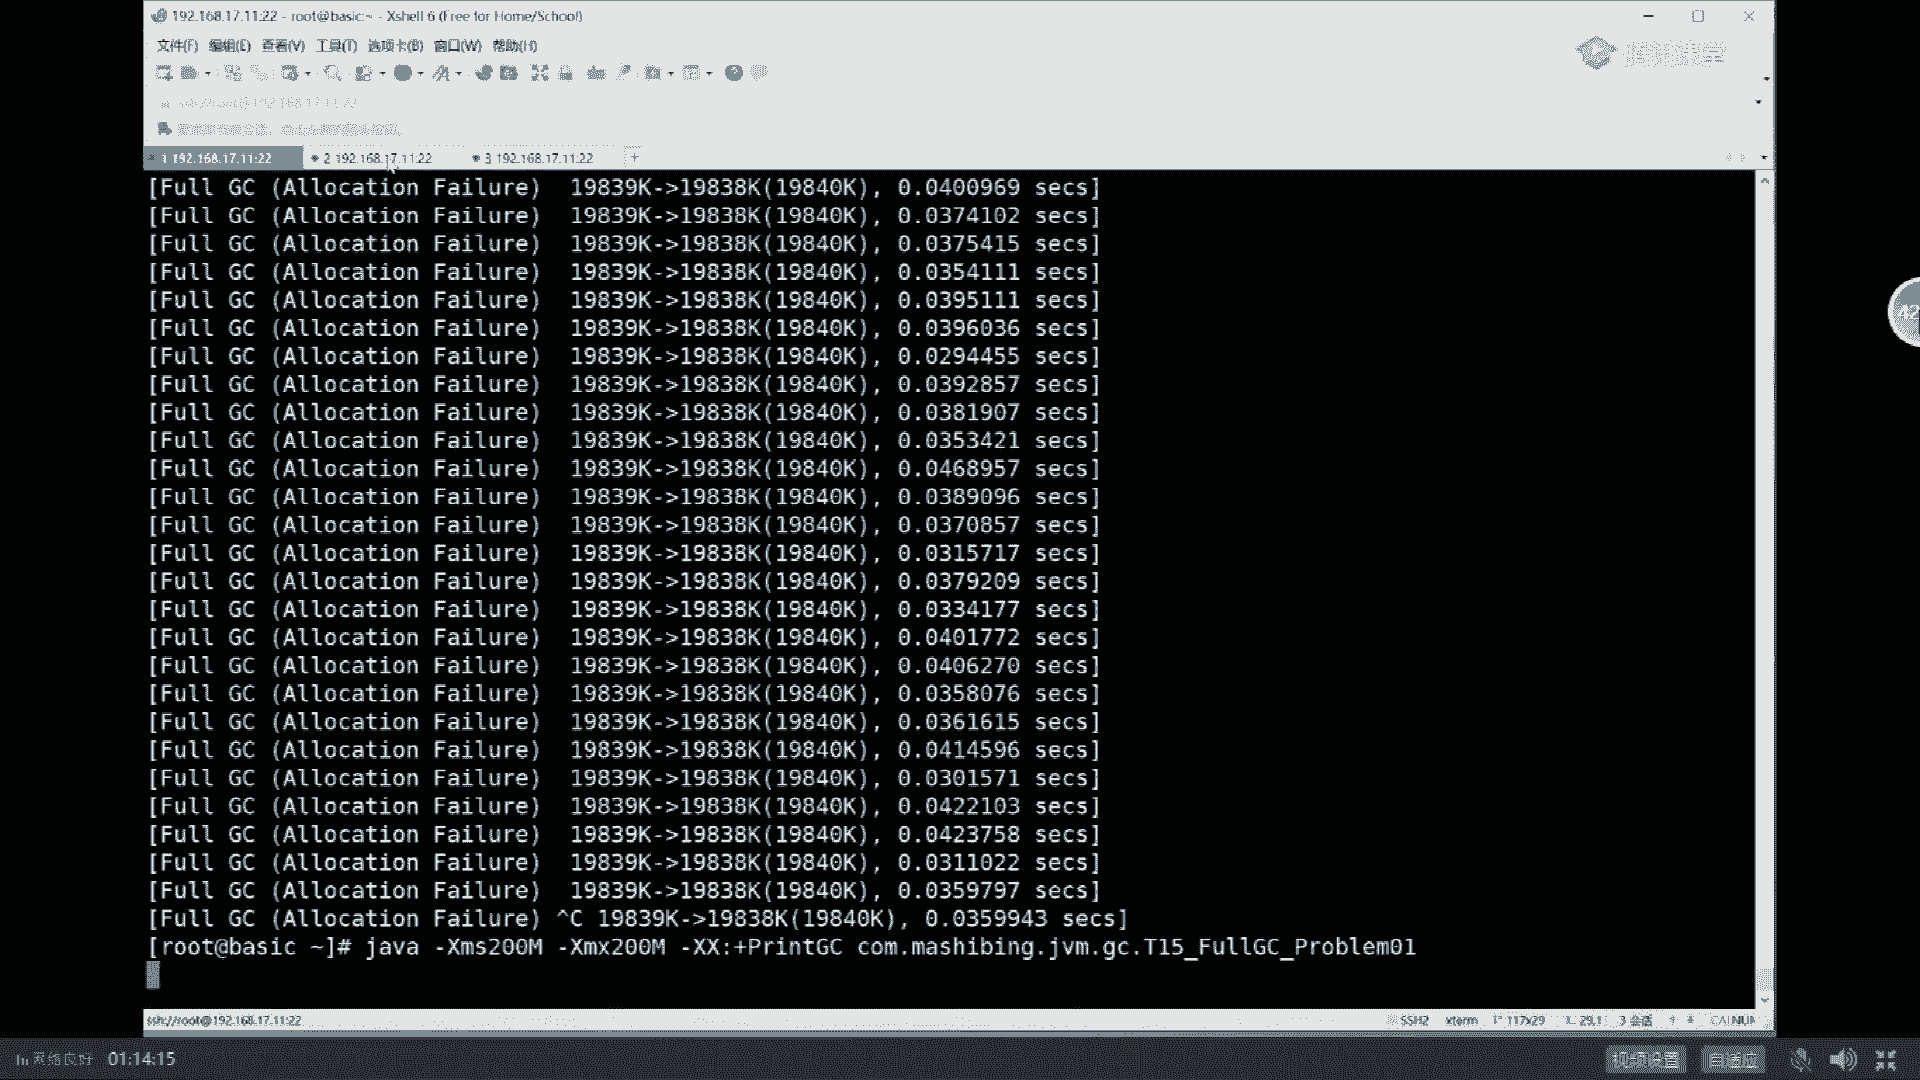 192.168.17.11:22 - root@basic:~ - Xshell 6 (Free for Home/School)
文件(F) 编辑(E) 查看(V) 工具(T) 选项卡(B) 窗口(W) 帮助(H)
1 192.168.17.11:22 2 192.168.17.11:22 3 192.168.17.11:22 +
[Full GC (Allocation Failure)  19839K->19838K(19840K), 0.0400969 secs]
[Full GC (Allocation Failure)  19839K->19838K(19840K), 0.0374102 secs]
[Full GC (Allocation Failure)  19839K->19838K(19840K), 0.0375415 secs]
[Full GC (Allocation Failure)  19839K->19838K(19840K), 0.0354111 secs]
[Full GC (Allocation Failure)  19839K->19838K(19840K), 0.0395111 secs]
[Full GC (Allocation Failure)  19839K->19838K(19840K), 0.0396036 secs]
[Full GC (Allocation Failure)  19839K->19838K(19840K), 0.0294455 secs]
[Full GC (Allocation Failure)  19839K->19838K(19840K), 0.0392857 secs]
[Full GC (Allocation Failure)  19839K->19838K(19840K), 0.0381907 secs]
[Full GC (Allocation Failure)  19839K->19838K(19840K), 0.0353421 secs]
[Full GC (Allocation Failure)  19839K->19838K(19840K), 0.0468957 secs]
[Full GC (Allocation Failure)  19839K->19838K(19840K), 0.0389096 secs]
[Full GC (Allocation Failure)  19839K->19838K(19840K), 0.0370857 secs]
[Full GC (Allocation Failure)  19839K->19838K(19840K), 0.0315717 secs]
[Full GC (Allocation Failure)  19839K->19838K(19840K), 0.0379209 secs]
[Full GC (Allocation Failure)  19839K->19838K(19840K), 0.0334177 secs]
[Full GC (Allocation Failure)  19839K->19838K(19840K), 0.0401772 secs]
[Full GC (Allocation Failure)  19839K->19838K(19840K), 0.0406270 secs]
[Full GC (Allocation Failure)  19839K->19838K(19840K), 0.0358076 secs]
[Full GC (Allocation Failure)  19839K->19838K(19840K), 0.0361615 secs]
[Full GC (Allocation Failure)  19839K->19838K(19840K), 0.0414596 secs]
[Full GC (Allocation Failure)  19839K->19838K(19840K), 0.0301571 secs]
[Full GC (Allocation Failure)  19839K->19838K(19840K), 0.0422103 secs]
[Full GC (Allocation Failure)  19839K->19838K(19840K), 0.0423758 secs]
[Full GC (Allocation Failure)  19839K->19838K(19840K), 0.0311022 secs]
[Full GC (Allocation Failure)  19839K->19838K(19840K), 0.0359797 secs]
[Full GC (Allocation Failure) ^C 19839K->19838K(19840K), 0.0359943 secs]
[root@basic ~]# java -Xms200M -Xmx200M -XX:+PrintGC com.mashibing.jvm.gc.T15_FullGC_Problem01
ssh://root@192.168.17.11:22 SSH2 xterm 117x29 29,1 3 会话 NUM
42
网络良好 01:14:15 视频设置 自适应